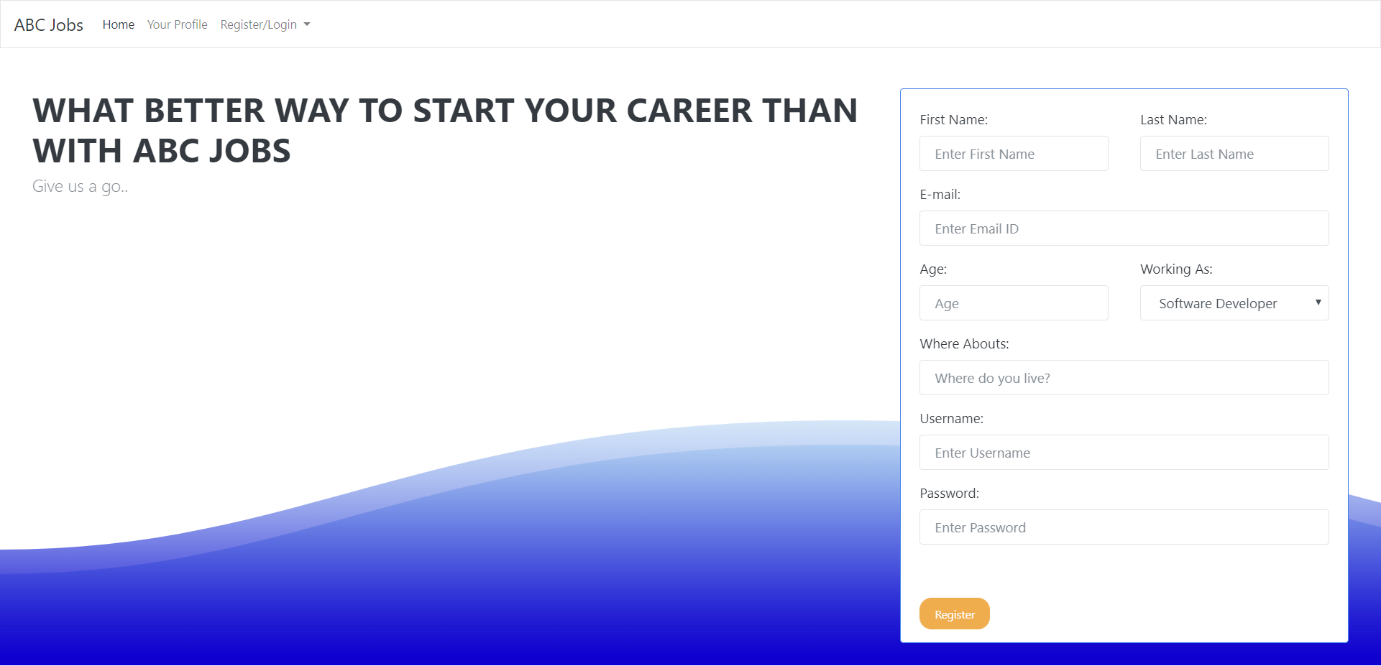 ABC Jobs Home Your Profile Register/Login
WHAT BETTER WAY TO START YOUR CAREER THAN
WITH ABC JOBS
Give us a go..
First Name: Last Name:
Enter First Name Enter Last Name
E-mail:
Enter Email ID
Age: Working As:
Age Software Developer
Where Abouts:
Where do you live?
Username:
Enter Username
Password:
Enter Password
Register